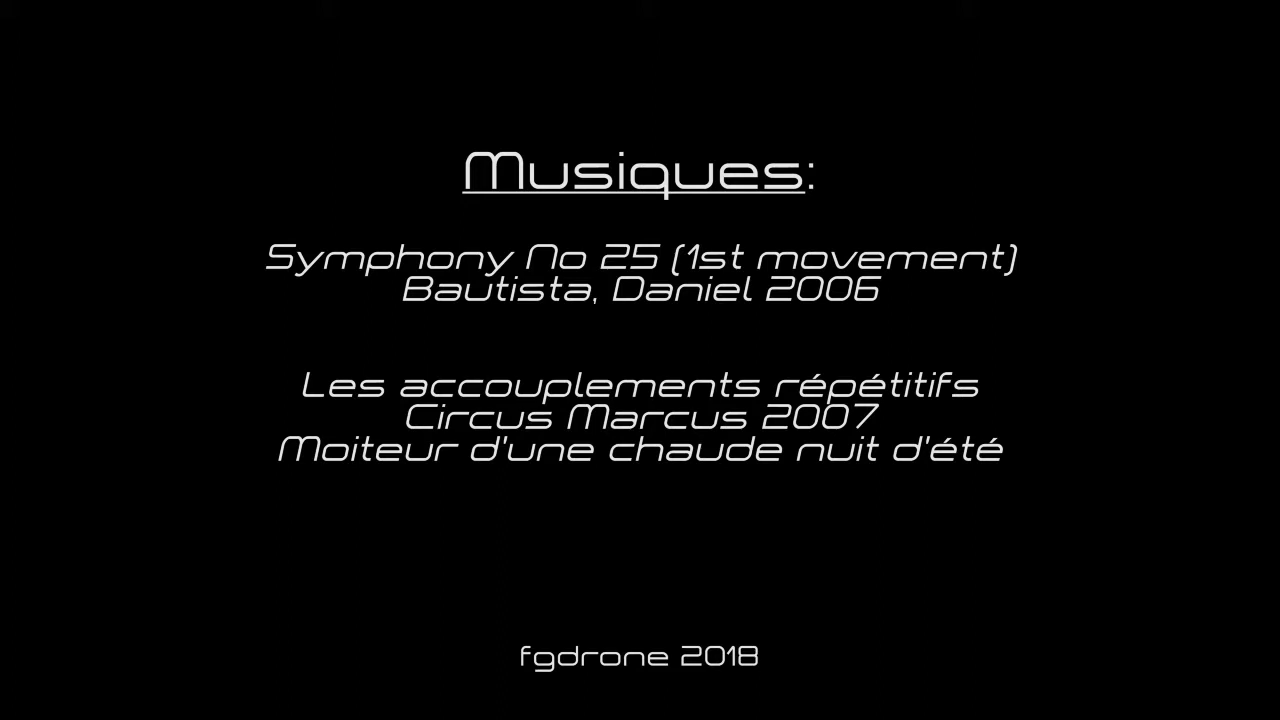 Musiques:
Symphony No 25 (1st movement)
Bautista, Daniel 2006
Les accouplements répétitifs
Circus Marcus 2007
Moiteur d'une chaude nuit d'été
fgdrone 2018